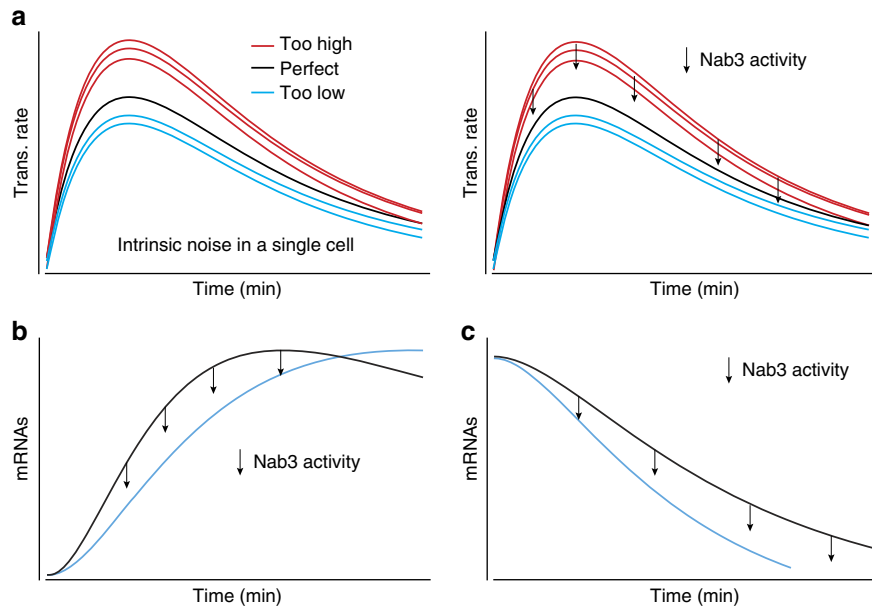 a
Trans. rate
Too high
Perfect
Too low
Intrinsic noise in a single cell
Time (min)
Trans. rate
Nab3 activity
Time (min)
b
mRNAs
Nab3 activity
Time (min)
c
mRNAs
Nab3 activity
Time (min)